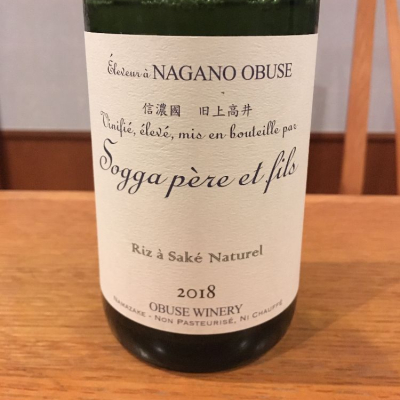 Éleveur à NAGANO OBUSE
信濃國 旧上高井
Vinifié, élevé, mis en bouteille par
Sogga père et fils
Riz à Saké Naturel
2018
OBUSE WINERY
NAMAZAKE - NON PASTEURISÉ, NI CHAUFFÉ